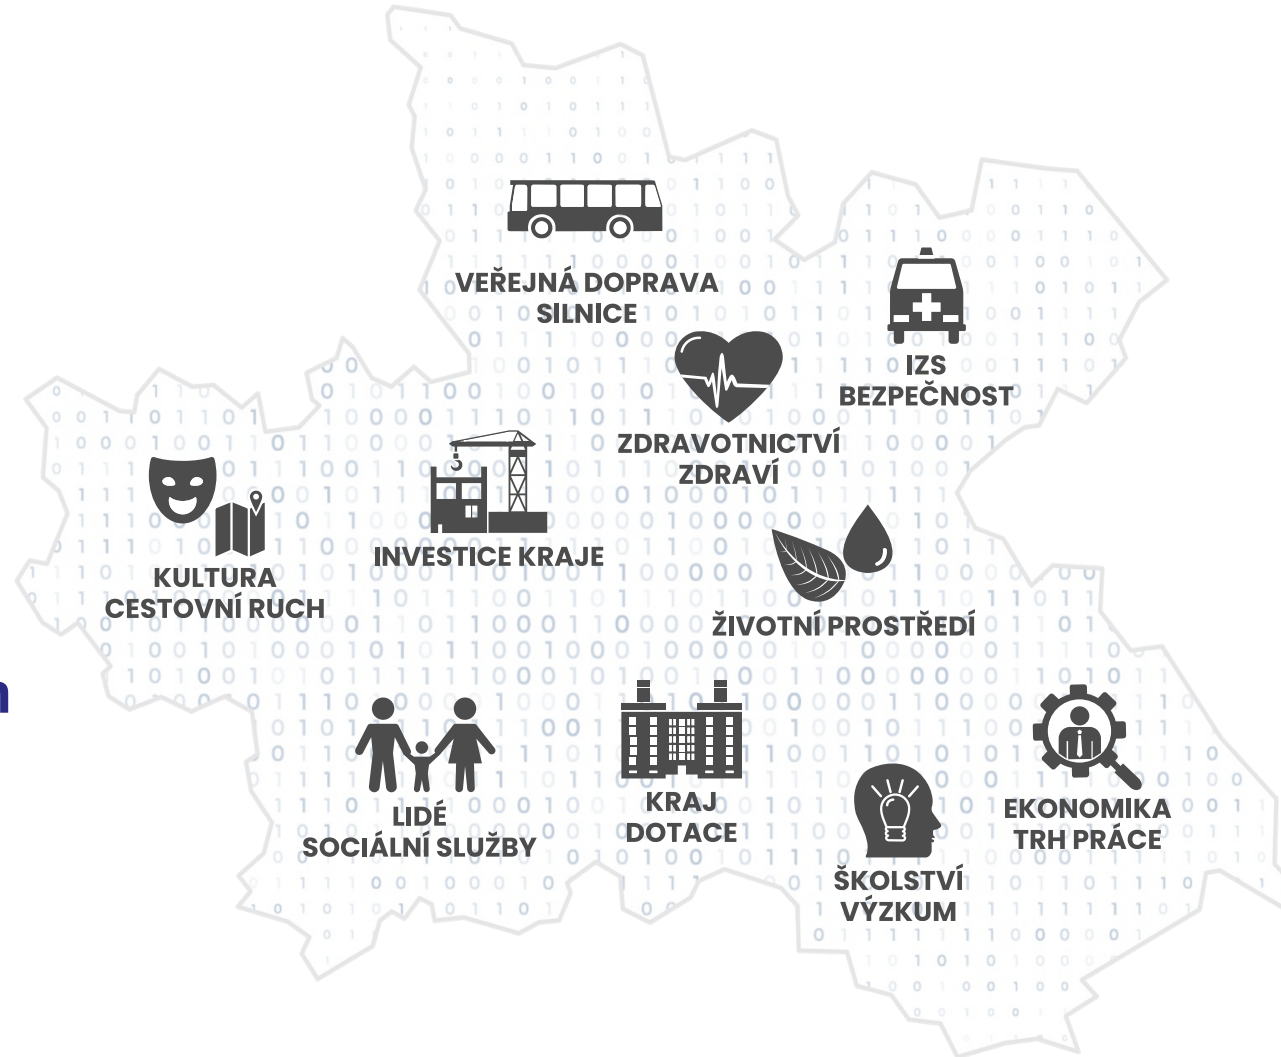 VEŘEJNÁ DOPRAVA
SILNICE
IZS
BEZPEČNOST
ZDRAVOTNICTVÍ
ZDRAVÍ
INVESTICE KRAJE
KULTURA
CESTOVNÍ RUCH
ŽIVOTNÍ PROSTŘEDÍ
LIDÉ
SOCIÁLNÍ SLUŽBY
KRAJ
DOTACE
EKONOMIKA
TRH PRÁCE
ŠKOLSTVÍ
VÝZKUM